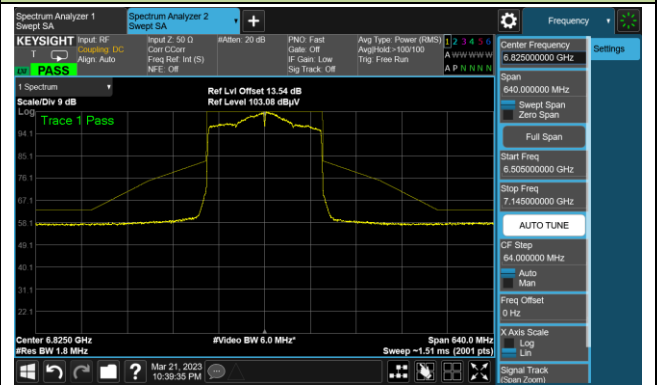 Spectrum Analyzer 1
Swept SA
Spectrum Analyzer 2
Swept SA
Frequency
KEYSIGHT
Input: RF
Coupling: DC
Align: Auto
Input Z: 50 Ω
Corr CCorr
Freq Ref: Int (S)
NFE: Off
#Atten: 20 dB
PNO: Fast
Gate: Off
IF Gain: Low
Sig Track: Off
Avg Type: Power (RMS)
Avg|Hold:>100/100
Trig: Free Run
1 2 3 4 5 6
A W W W W W
A P N N N N
T
LXI
PASS
1 Spectrum
Scale/Div 9 dB
Ref Lvl Offset 13.54 dB
Ref Level 103.08 dBµV
Log
Trace 1 Pass
94.1
85.1
76.1
67.1
58.1
49.1
40.1
31.1
22.1
Center 6.8250 GHz
#Res BW 1.8 MHz
#Video BW 6.0 MHz*
Span 640.0 MHz
Sweep ~1.51 ms (2001 pts)
Mar 21, 2023
10:39:35 PM
?
Center Frequency
6.825000000 GHz
Settings
Span
640.000000 MHz
Swept Span
Zero Span
Full Span
Start Freq
6.505000000 GHz
Stop Freq
7.145000000 GHz
AUTO TUNE
CF Step
64.000000 MHz
Auto
Man
Freq Offset
0 Hz
X Axis Scale
Log
Lin
Signal Track
(Span Zoom)